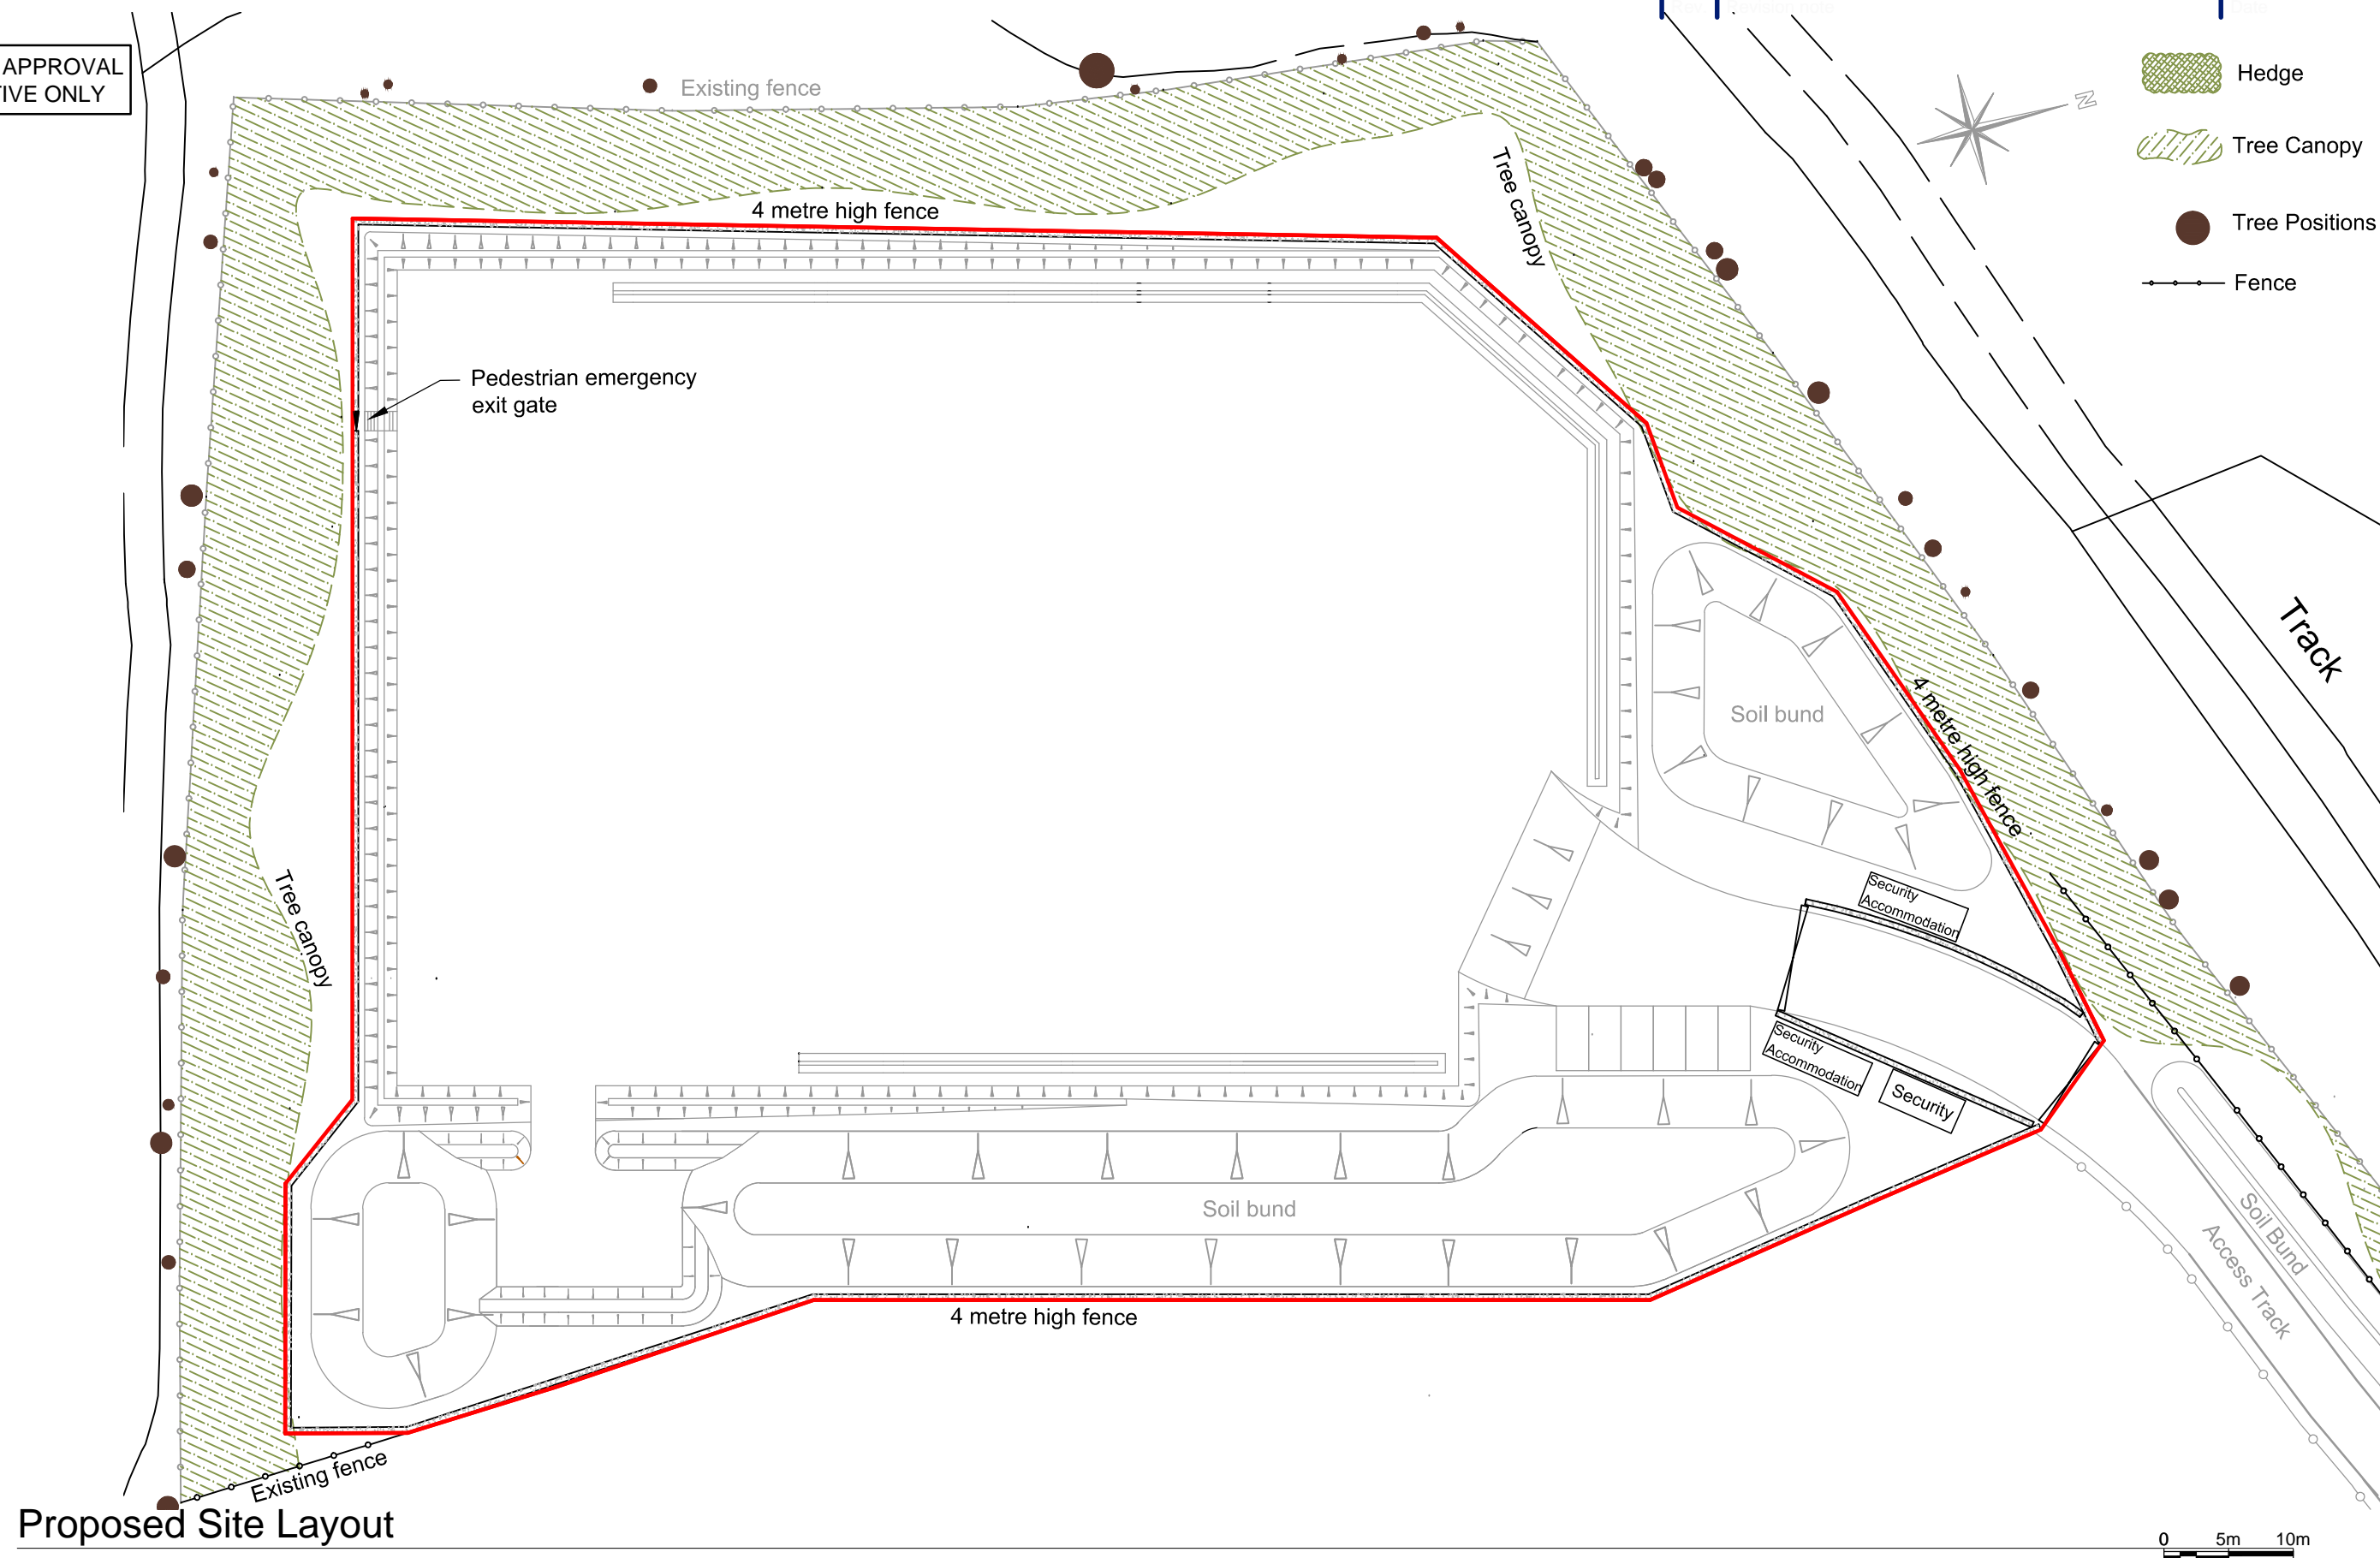 APPROVAL
TIVE ONLY
Existing fence
Hedge
Tree Canopy
Tree Positions
Fence
N
4 metre high fence
Tree canopy
Pedestrian emergency
exit gate
Track
Soil bund
4 metre high fence
Tree canopy
Security
Accommodation
Security
Accommodation
Security
Soil bund
Soil Bund
Access Track
4 metre high fence
Existing fence
Proposed Site Layout
0 5m 10m